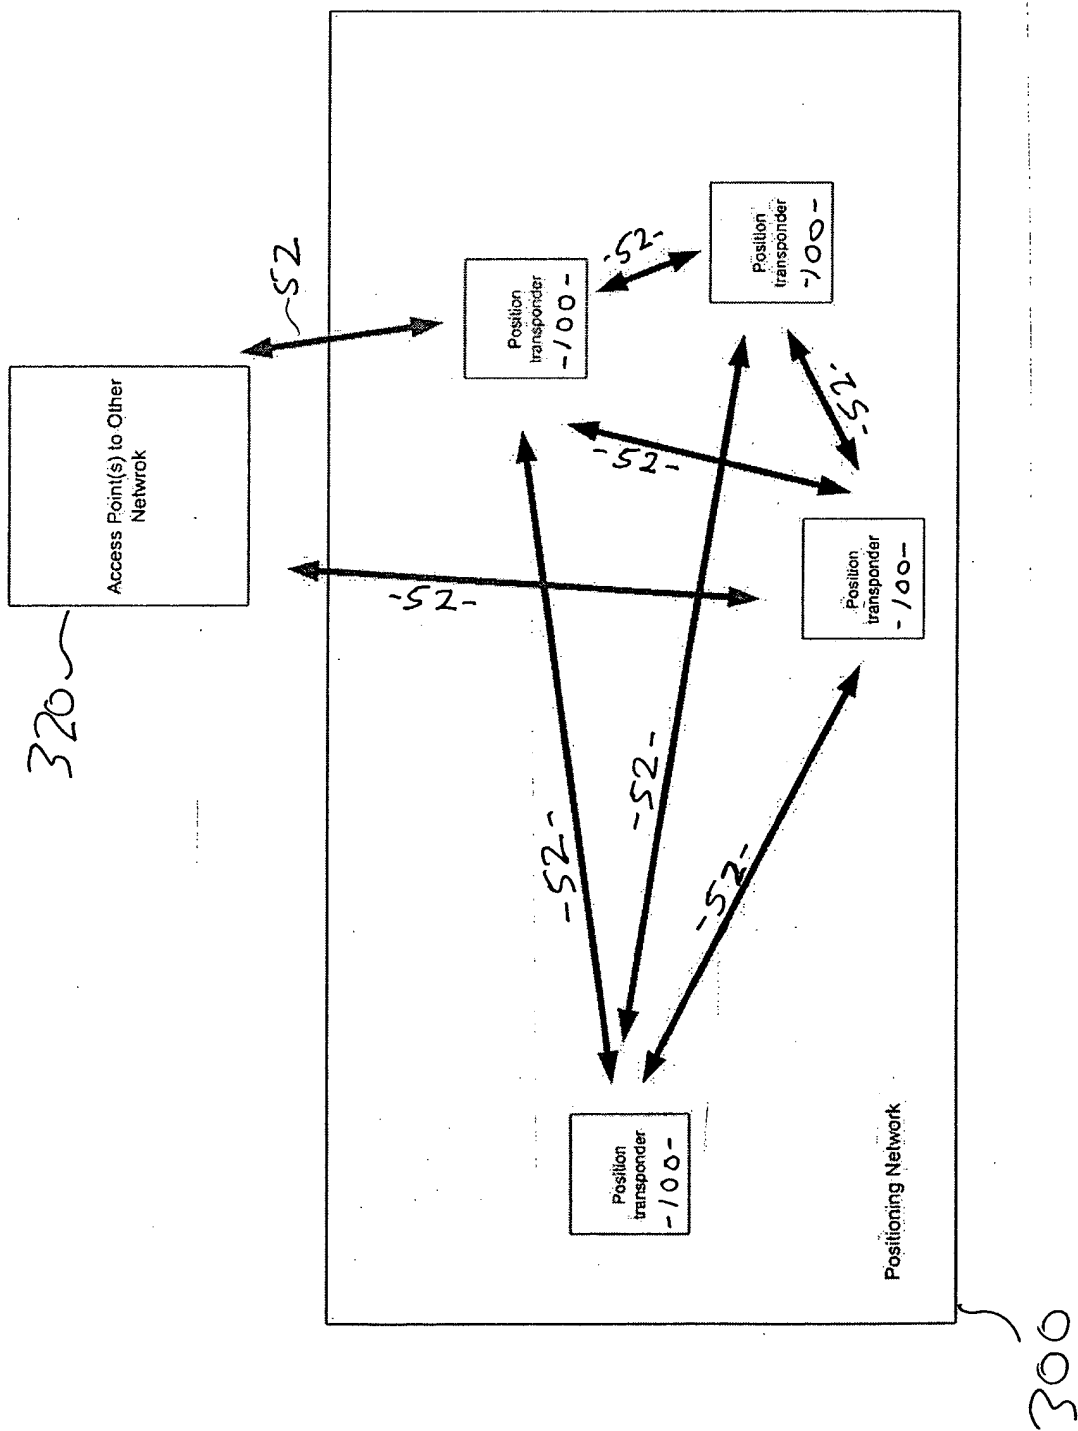 320
Access Point(s) to Other
Netwrok
-52-
52
-52-
-52-
-52-
-52-
-52-
-52-
Position
transponder
-100-
Position
transponder
-100-
Position
transponder
-100-
Position
transponder
-100-
Positioning Network
300